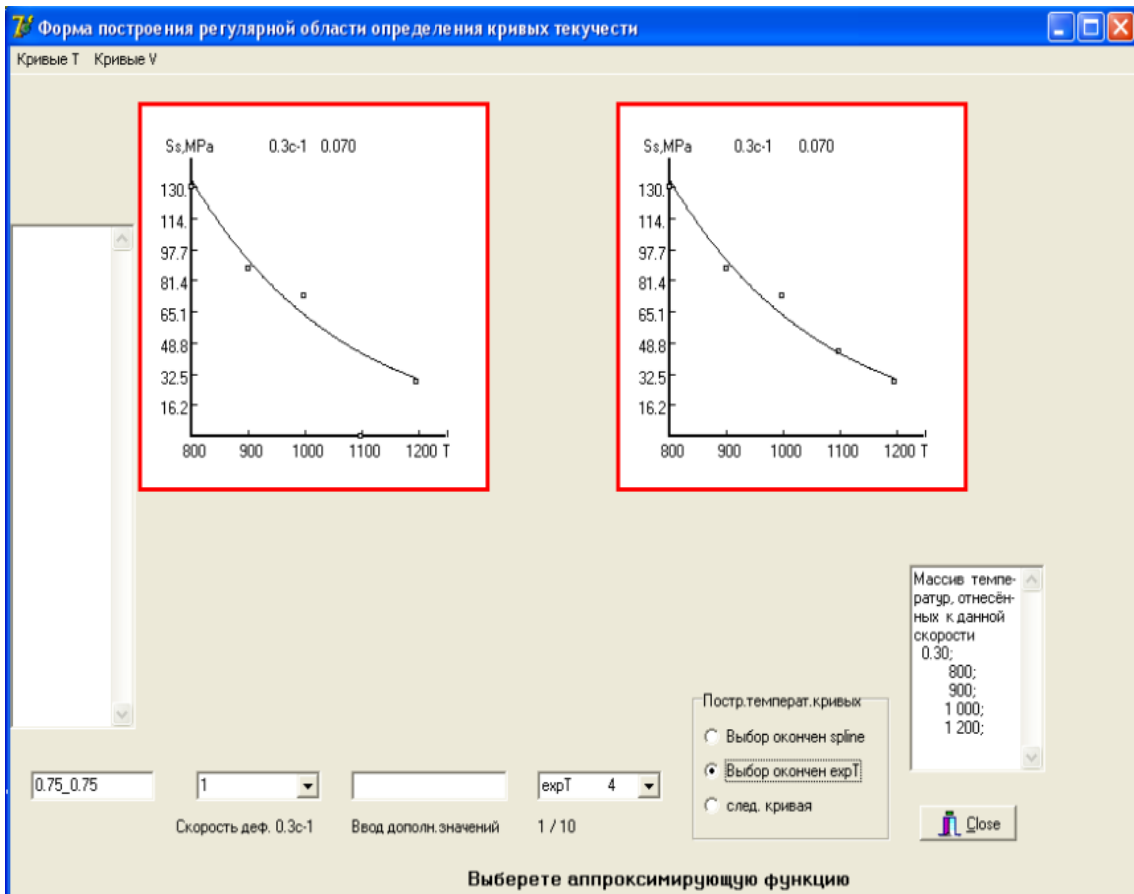 Форма построения регулярной области определения кривых текучести
Кривые T Кривые V
Ss,MPa 0.3c-1 0.070
130.
114.
97.7
81.4
65.1
48.8
32.5
16.2
800 900 1000 1100 1200 T
Ss,MPa 0.3c-1 0.070
130.
114.
97.7
81.4
65.1
48.8
32.5
16.2
800 900 1000 1100 1200 T
Массив темпе-
ратур, отнесён-
ных к данной
скорости
0.30;
800;
900;
1 000;
1 200;
Постр.температ.кривых
Выбор окончен spline
Выбор окончен expT
след. кривая
0.75_0.75
1
expT 4
Скорость деф. 0.3c-1
Ввод дополн.значений
1 / 10
Close
Выберете аппроксимирующую функцию